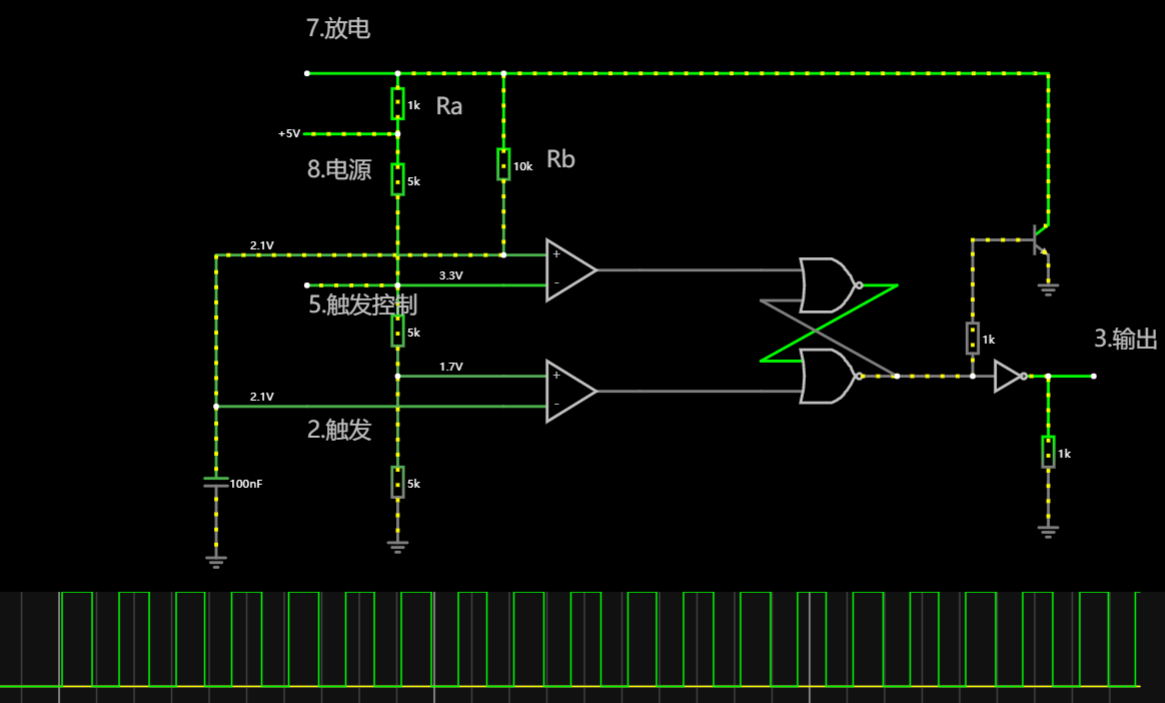 7.放电
1k
Ra
+5V
8.电源
5k
10k
Rb
2.1V
+
3.3V
-
5.触发控制
5k
1k
3.输出
1.7V
+
2.1V
-
2.触发
1k
100nF
5k